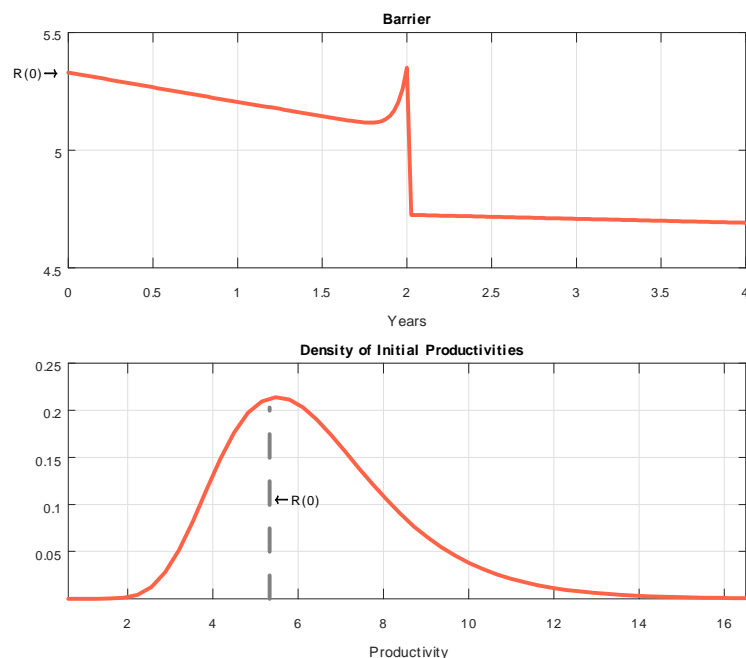 Barrier
5.5
R(0)→
5
4.5
0 0.5 1 1.5 2 2.5 3 3.5 4
Years
Density of Initial Productivities
0.25
0.2
0.15
←R(0)
0.1
0.05
2 4 6 8 10 12 14 16
Productivity